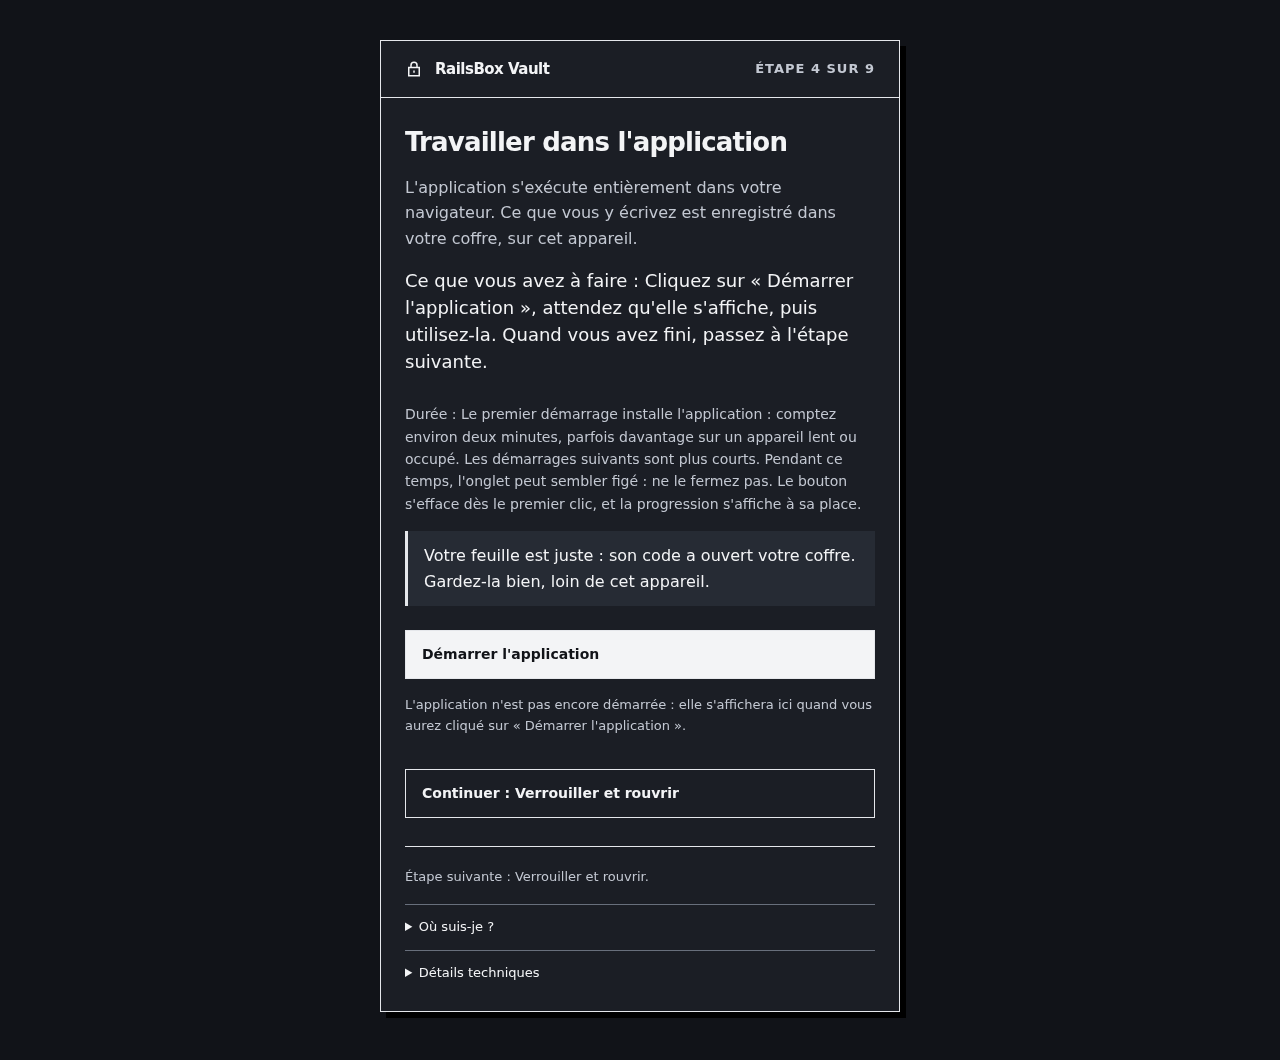 RailsBox Vault
ÉTAPE 4 SUR 9
Travailler dans l'application
L'application s'exécute entièrement dans votre
navigateur. Ce que vous y écrivez est enregistré dans
votre coffre, sur cet appareil.
Ce que vous avez à faire : Cliquez sur « Démarrer
l'application », attendez qu'elle s'affiche, puis
utilisez-la. Quand vous avez fini, passez à l'étape
suivante.
Durée : Le premier démarrage installe l'application : comptez
environ deux minutes, parfois davantage sur un appareil lent ou
occupé. Les démarrages suivants sont plus courts. Pendant ce
temps, l'onglet peut sembler figé : ne le fermez pas. Le bouton
s'efface dès le premier clic, et la progression s'affiche à sa place.
Votre feuille est juste : son code a ouvert votre coffre.
Gardez-la bien, loin de cet appareil.
Démarrer l'application
L'application n'est pas encore démarrée : elle s'affichera ici quand vous
aurez cliqué sur « Démarrer l'application ».
Continuer : Verrouiller et rouvrir
Étape suivante : Verrouiller et rouvrir.
Où suis-je ?
Détails techniques